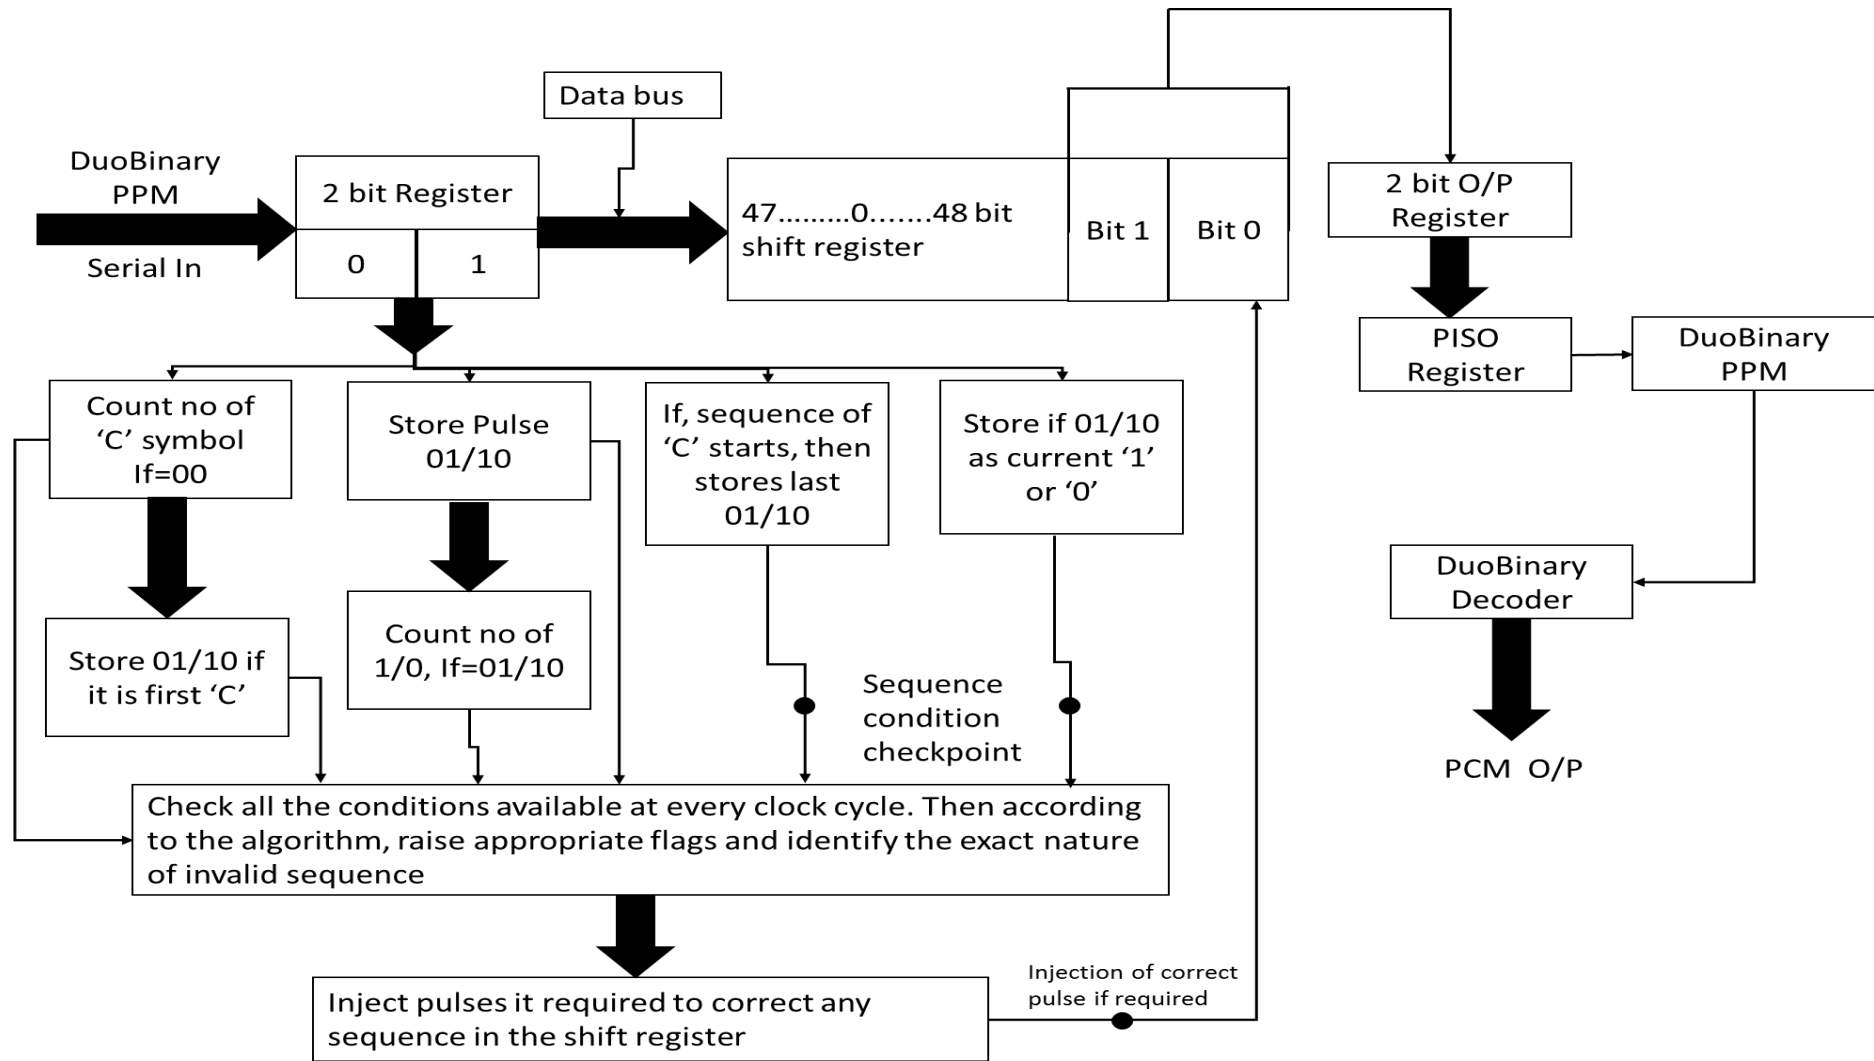 Data bus
DuoBinary
PPM
Serial In
2 bit Register
0
1
47.........0.......48 bit
shift register
Bit 1
Bit 0
2 bit O/P
Register
PISO
Register
DuoBinary
PPM
DuoBinary
Decoder
PCM O/P
Count no of
‘C’ symbol
If=00
Store Pulse
01/10
If, sequence of
‘C’ starts, then
stores last
01/10
Store if 01/10
as current ‘1’
or ‘0’
Store 01/10 if
it is first ‘C’
Count no of
1/0, If=01/10
Sequence
condition
checkpoint
Check all the conditions available at every clock cycle. Then according
to the algorithm, raise appropriate flags and identify the exact nature
of invalid sequence
Inject pulses it required to correct any
sequence in the shift register
Injection of correct
pulse if required